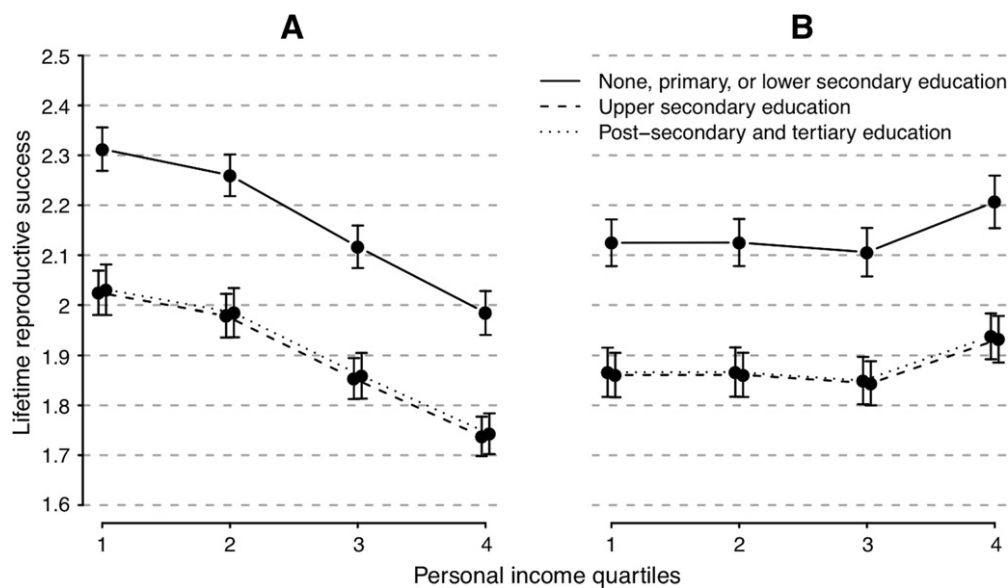 A
B
2.5
2.4
2.3
2.2
2.1
2
1.9
1.8
1.7
1.6
Lifetime reproductive success
None, primary, or lower secondary education
Upper secondary education
Post–secondary and tertiary education
1 2 3 4
1 2 3 4
Personal income quartiles